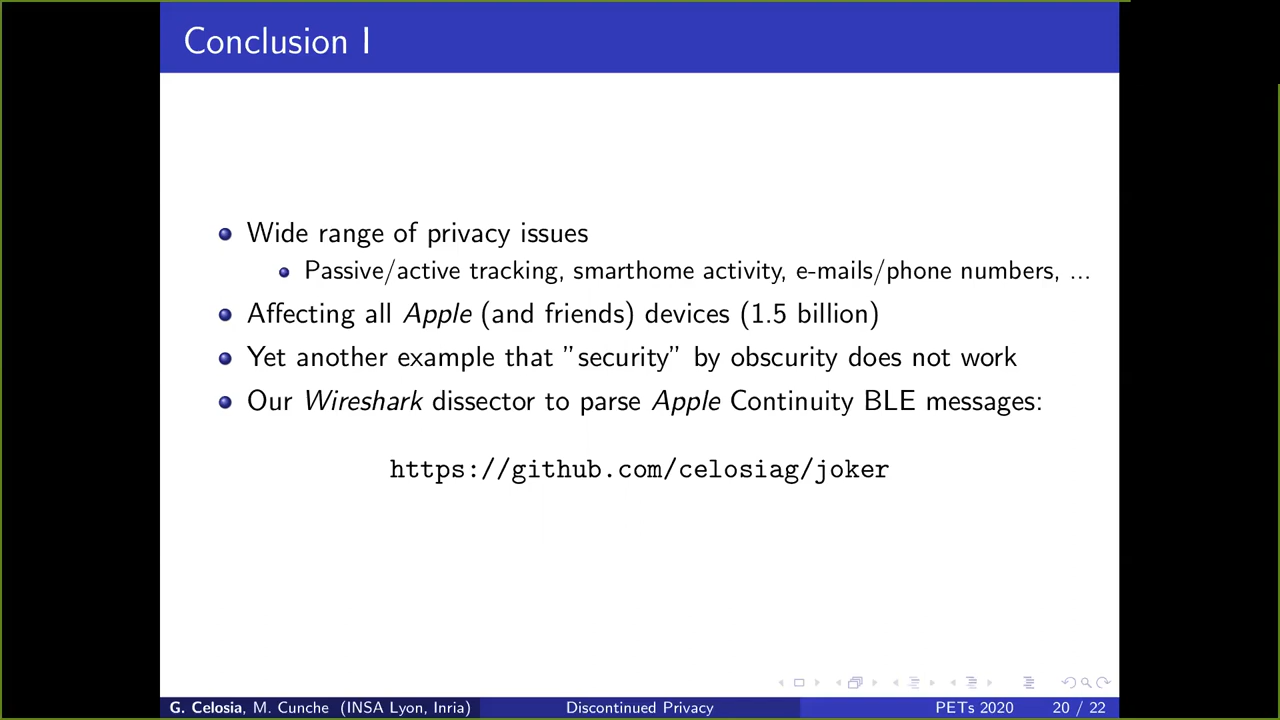 Conclusion I
Wide range of privacy issues
Passive/active tracking, smarthome activity, e-mails/phone numbers, ...
Affecting all Apple (and friends) devices (1.5 billion)
Yet another example that ”security” by obscurity does not work
Our Wireshark dissector to parse Apple Continuity BLE messages:
https://github.com/celosiag/joker
G. Celosia, M. Cunche (INSA Lyon, Inria) Discontinued Privacy PETs 2020 20 / 22